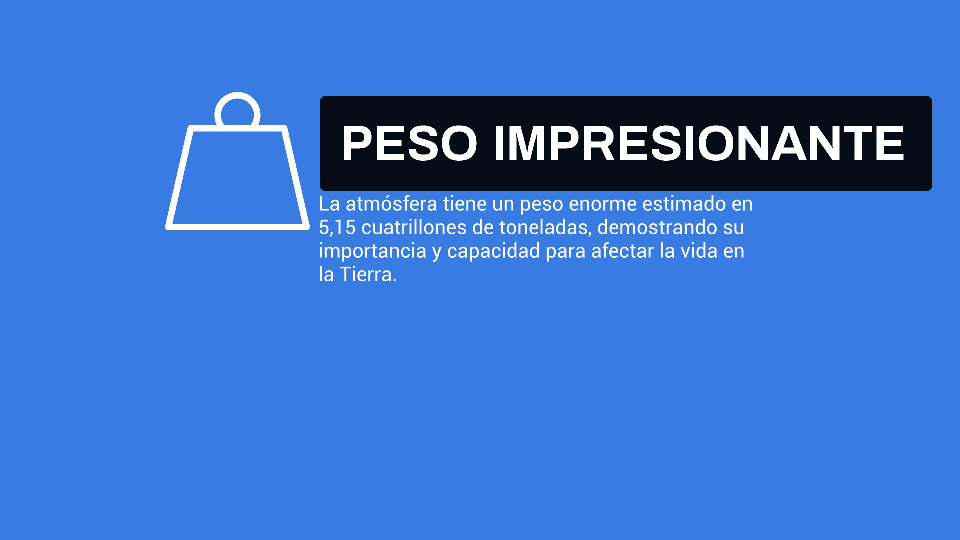 PESO IMPRESIONANTE
La atmósfera tiene un peso enorme estimado en
5,15 cuatrillones de toneladas, demostrando su
importancia y capacidad para afectar la vida en
la Tierra.